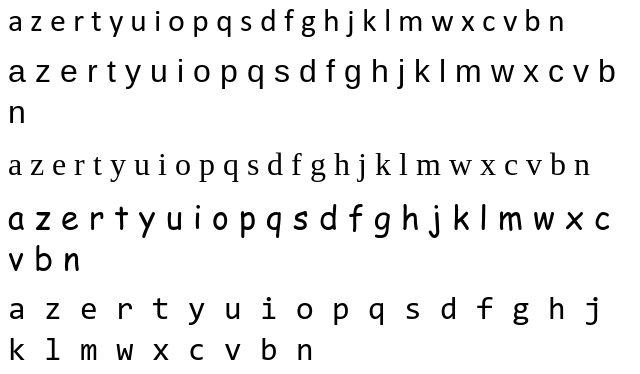 a z e r t y u i o p q s d f g h j k l m w x c v b n
a z e r t y u i o p q s d f g h j k l m w x c v b
n
a z e r t y u i o p q s d f g h j k l m w x c v b n
a z e r t y u i o p q s d f g h j k l m w x c
v b n
a z e r t y u i o p q s d f g h j
k l m w x c v b n